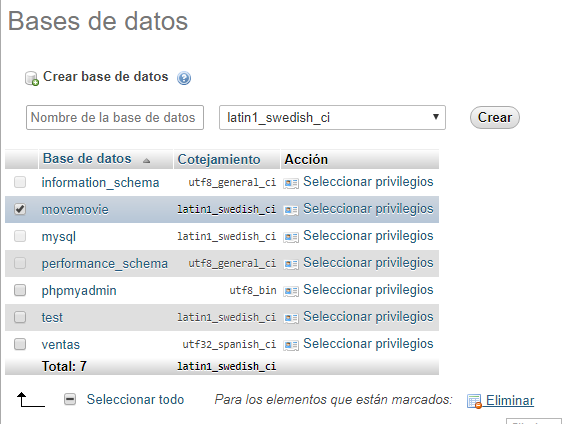 Bases de datos
Crear base de datos
Nombre de la base de datos latin1_swedish_ci Crear
Base de datos Cotejamiento Acción
information_schema utf8_general_ci Seleccionar privilegios
movemovie latin1_swedish_ci Seleccionar privilegios
mysql latin1_swedish_ci Seleccionar privilegios
performance_schema utf8_general_ci Seleccionar privilegios
phpmyadmin utf8_bin Seleccionar privilegios
test latin1_swedish_ci Seleccionar privilegios
ventas utf32_spanish_ci Seleccionar privilegios
Total: 7 latin1_swedish_ci
Seleccionar todo Para los elementos que están marcados: Eliminar